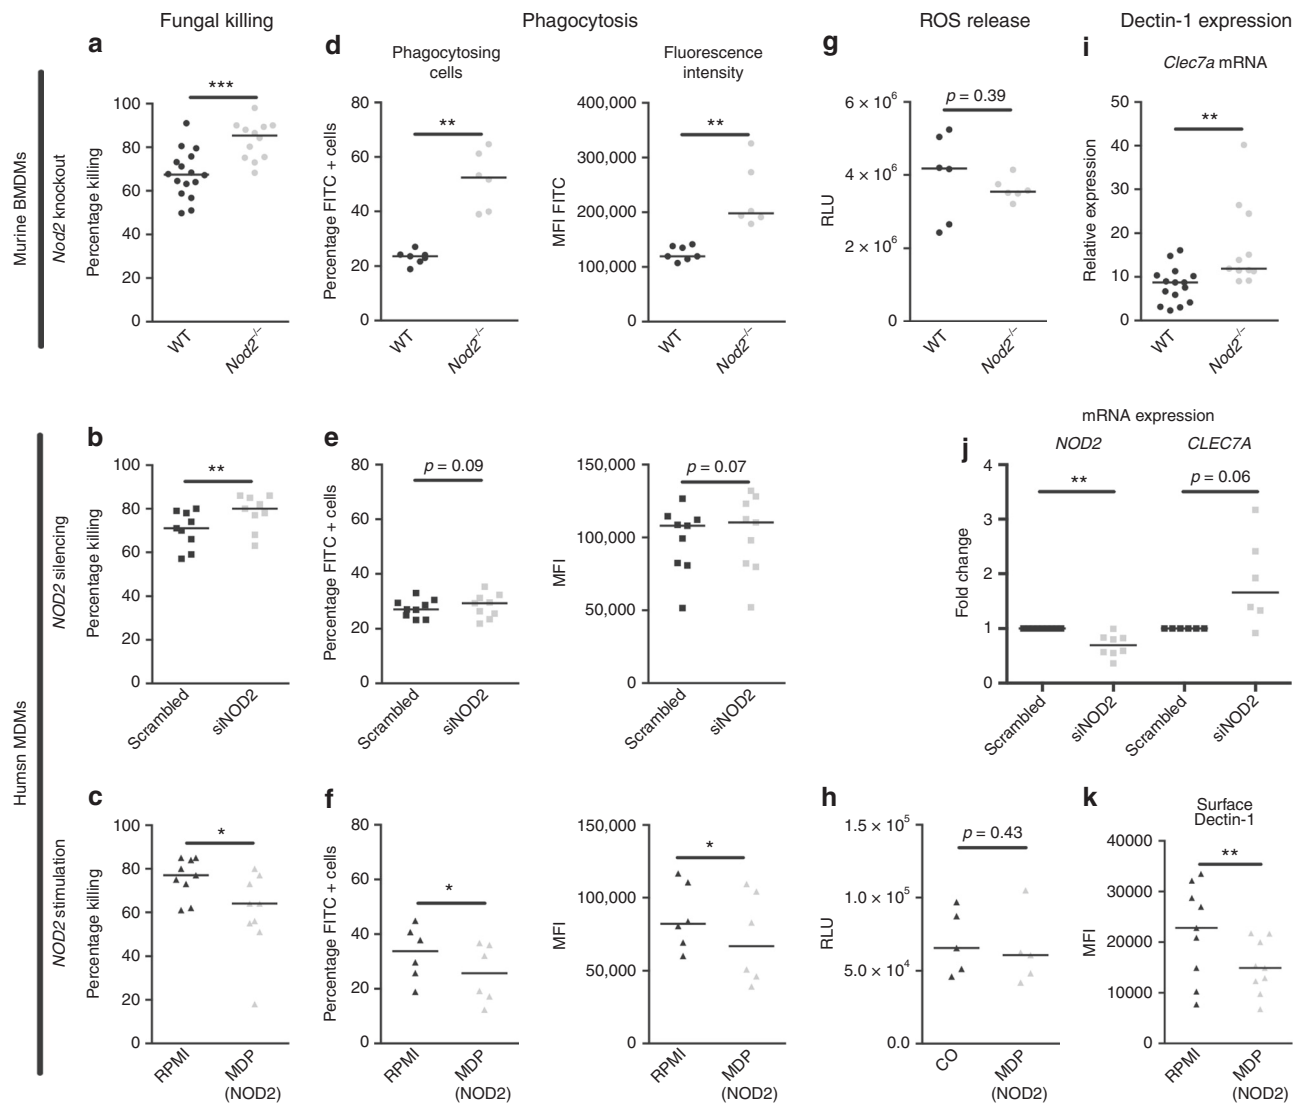 Fungal killing
Phagocytosis
ROS release
Dectin-1 expression
Murine BMDMs
Nod2 knockout
a
Percentage killing
100
80
60
40
20
0
***
WT
Nod2−/−
d
Phagocytosing
cells
Percentage FITC + cells
80
60
40
20
0
**
WT
Nod2−/−
Fluorescence
intensity
MFI FITC
400,000
300,000
200,000
100,000
0
**
WT
Nod2−/−
g
RLU
6 × 10⁶
4 × 10⁶
2 × 10⁶
0
p = 0.39
WT
Nod2−/−
i
Clec7a mRNA
Relative expression
50
40
30
20
10
0
**
WT
Nod2−/−
Humsn MDMs
NOD2 silencing
b
Percentage killing
100
80
60
40
20
0
**
Scrambled
siNOD2
e
Percentage FITC + cells
80
60
40
20
0
p = 0.09
Scrambled
siNOD2
MFI
150,000
100,000
50,000
0
p = 0.07
Scrambled
siNOD2
j
mRNA expression
NOD2
CLEC7A
Fold change
4
3
2
1
0
**
p = 0.06
Scrambled
siNOD2
Scrambled
siNOD2
NOD2 stimulation
c
Percentage killing
100
80
60
40
20
0
*
RPMI
MDP
(NOD2)
f
Percentage FITC + cells
80
60
40
20
0
*
RPMI
MDP
(NOD2)
MFI
150,000
100,000
50,000
0
*
RPMI
MDP
(NOD2)
h
RLU
1.5 × 10⁵
1.0 × 10⁵
5.0 × 10⁴
0.0
p = 0.43
CO
MDP
(NOD2)
k
Surface
Dectin-1
MFI
40000
30000
20000
10000
0
**
RPMI
MDP
(NOD2)